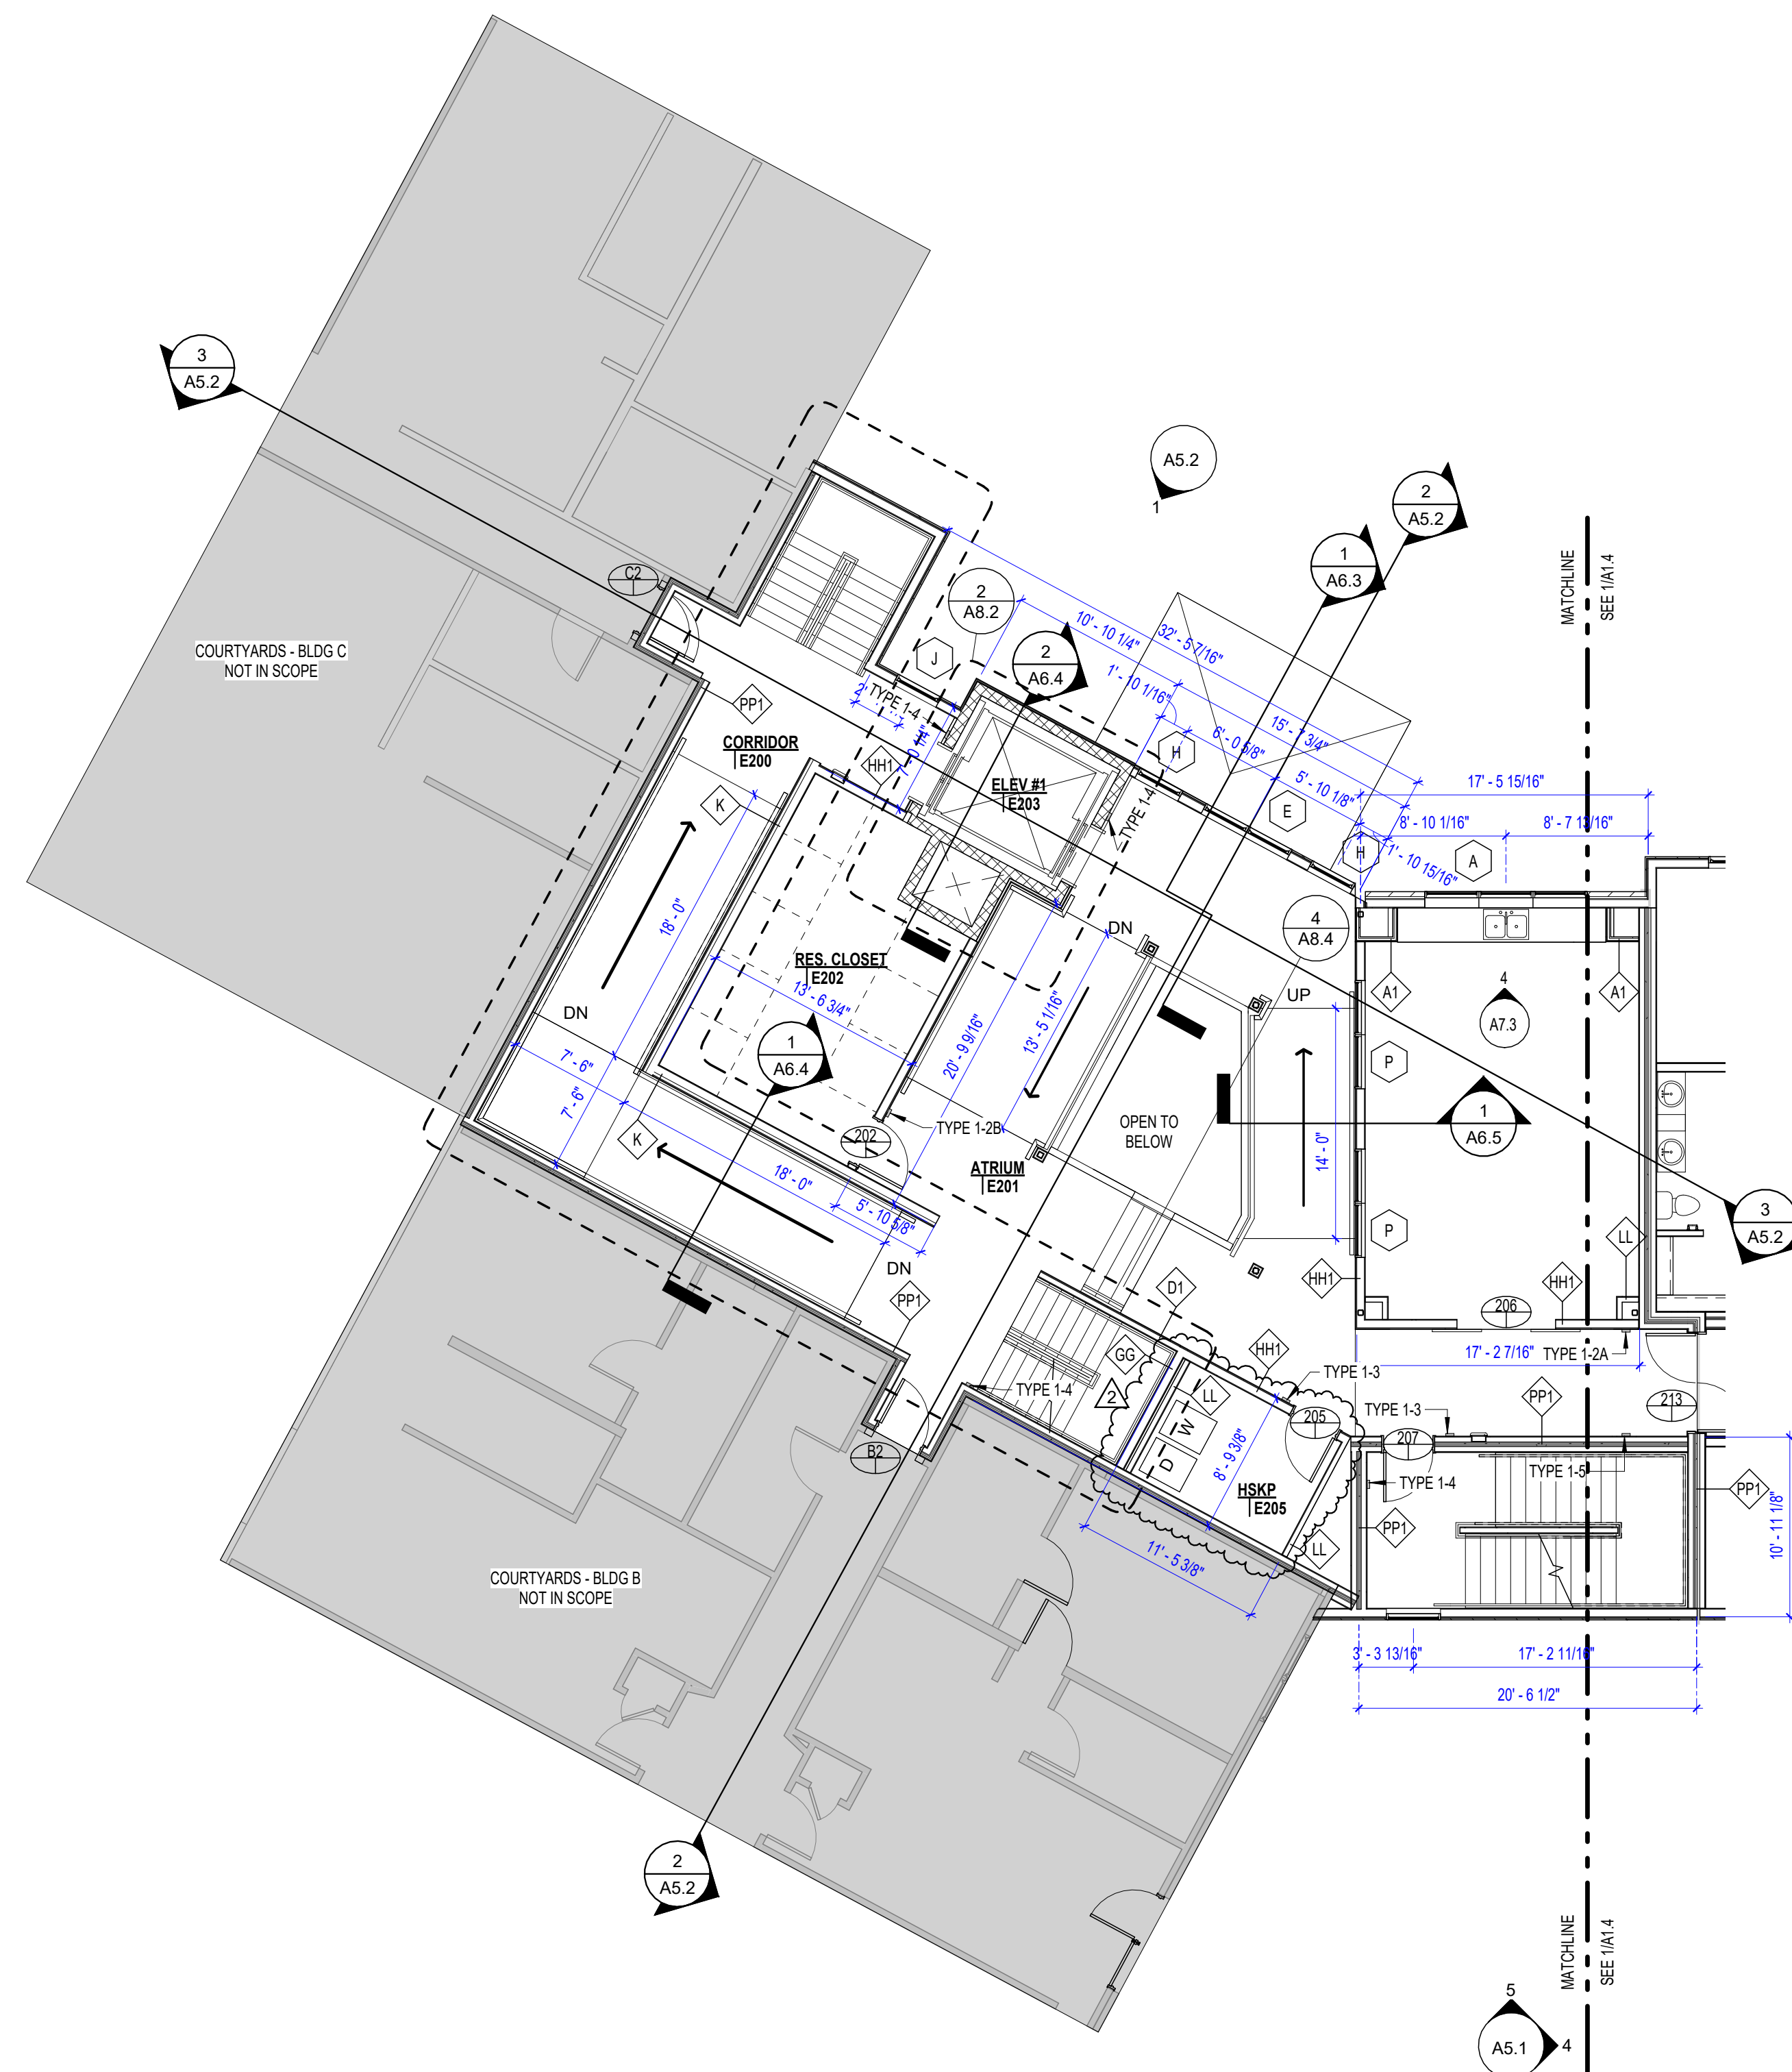 3
A5.2
A5.2
1
2
A5.2
1
A6.3
MATCHLINE
SEE 1/A1.4
C2
2
A8.2
J
2
A6.4
10' - 10 1/4"
32' - 5 7/16"
1' - 10 1/16"
6' - 0 5/8"
15' - 7 3/4"
5' - 10 1/8"
17' - 5 15/16"
8' - 10 1/16"
8' - 7 13/16"
1' - 10 15/16"
H
E
H
A
COURTYARDS - BLDG C
NOT IN SCOPE
PP1
TYPE 1-4
7' - 0 1/4"
CORRIDOR
E200
HH1
K
ELEV #1
E203
TYPE 1-4
18' - 0"
DN
4
A8.4
RES. CLOSET
E202
13' - 6 3/4"
UP
A1
4
A7.3
A1
DN
7' - 6"
7' - 6"
1
A6.4
20' - 9 9/16"
13' - 5 1/16"
P
K
202
TYPE 1-2B
OPEN TO
BELOW
14' - 0"
1
A6.5
ATRIUM
E201
18' - 0"
5' - 10 5/8"
P
LL
3
A5.2
DN
PP1
D1
HH1
HH1
206
GG
HH1
2
TYPE 1-3
17' - 2 7/16"
TYPE 1-2A
TYPE 1-4
LL
W
D
205
TYPE 1-3
PP1
213
207
B2
8' - 9 3/8"
HSKP
E205
TYPE 1-4
TYPE 1-5
PP1
PP1
10' - 11 1/8"
LL
11' - 5 3/8"
COURTYARDS - BLDG B
NOT IN SCOPE
3' - 3 13/16"
17' - 2 11/16"
20' - 6 1/2"
2
A5.2
MATCHLINE
SEE 1/A1.4
5
A5.1
4